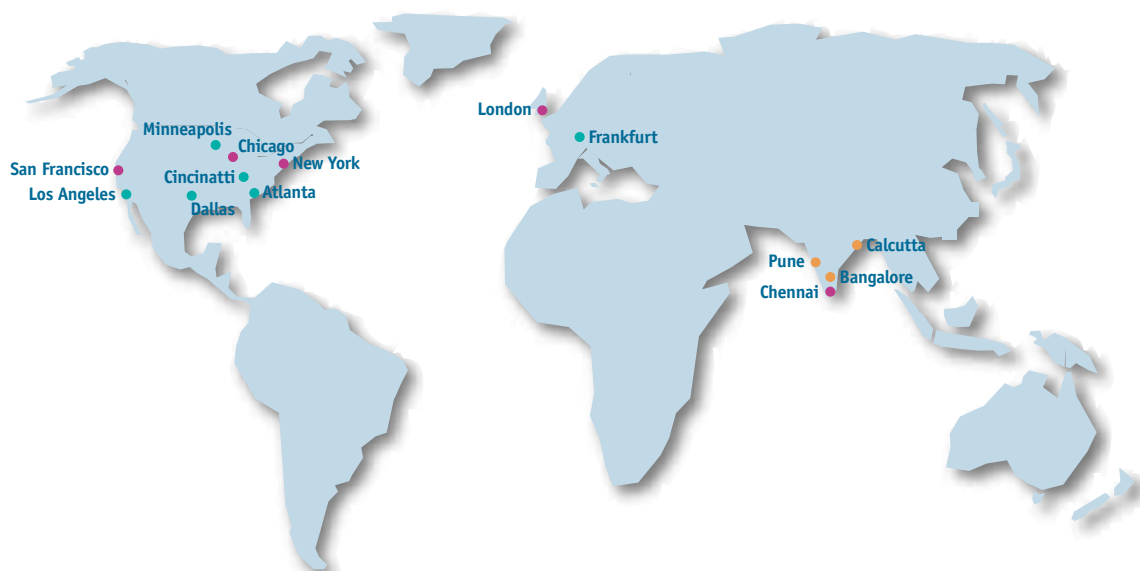 London
Minneapolis
Frankfurt
Chicago
San Francisco
New York
Cincinatti
Los Angeles
Atlanta
Dallas
Calcutta
Pune
Bangalore
Chennai